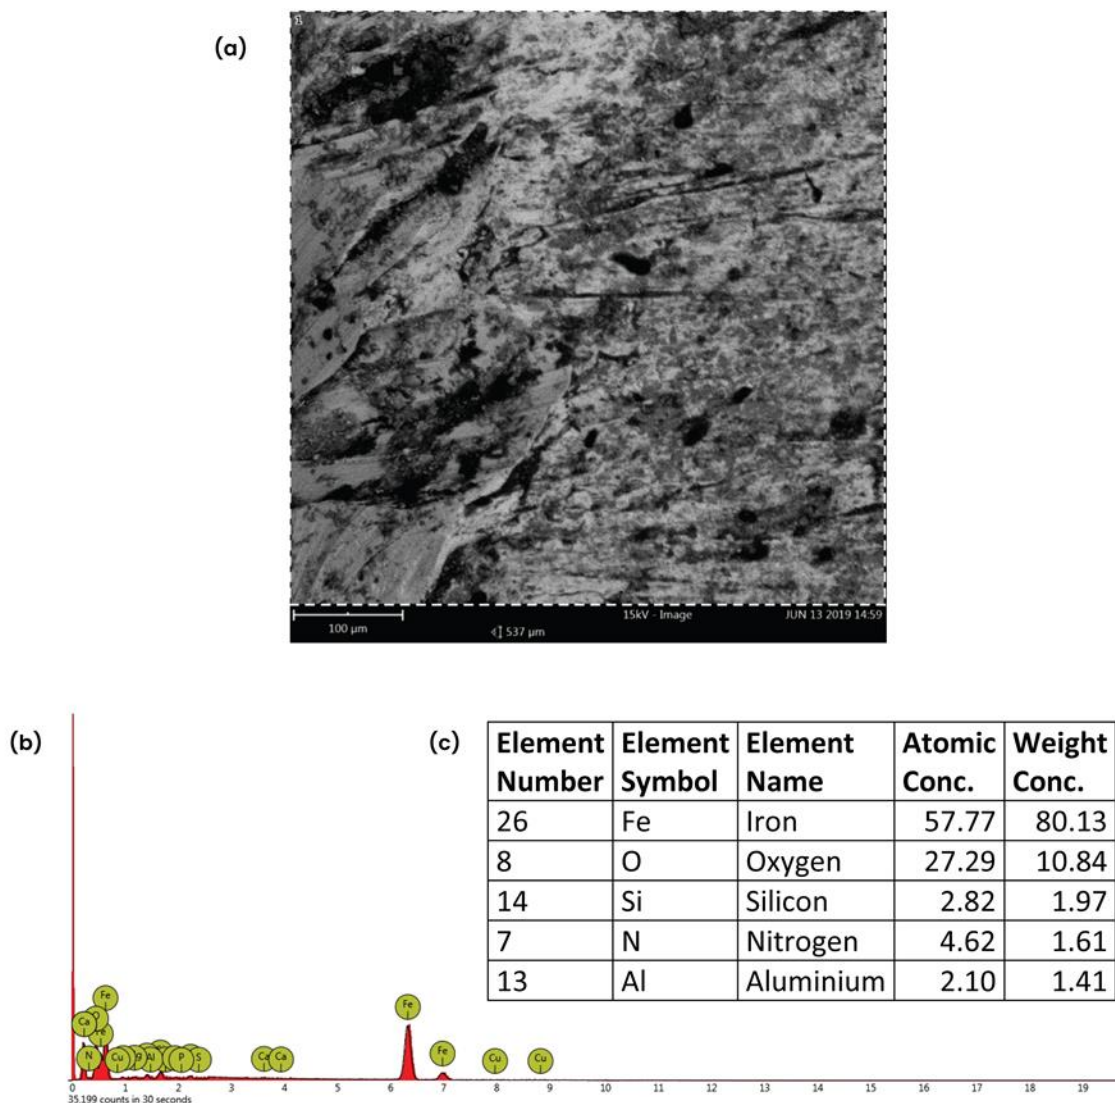 (a)
100 µm
537 µm
15kV - Image
JUN 13 2019 14:59
(b)
Fe
O
Ca
Fe
N
Cu
Al
P
S
Ca
Ca
Fe
Fe
Cu
Cu
0 1 2 3 4 5 6 7 8 9 10 11 12 13 14 15 16 17 18 19
35,199 counts in 30 seconds
(c)
Element Number Element Symbol Element Name Atomic Conc. Weight Conc.
26 Fe Iron 57.77 80.13
8 O Oxygen 27.29 10.84
14 Si Silicon 2.82 1.97
7 N Nitrogen 4.62 1.61
13 Al Aluminium 2.10 1.41